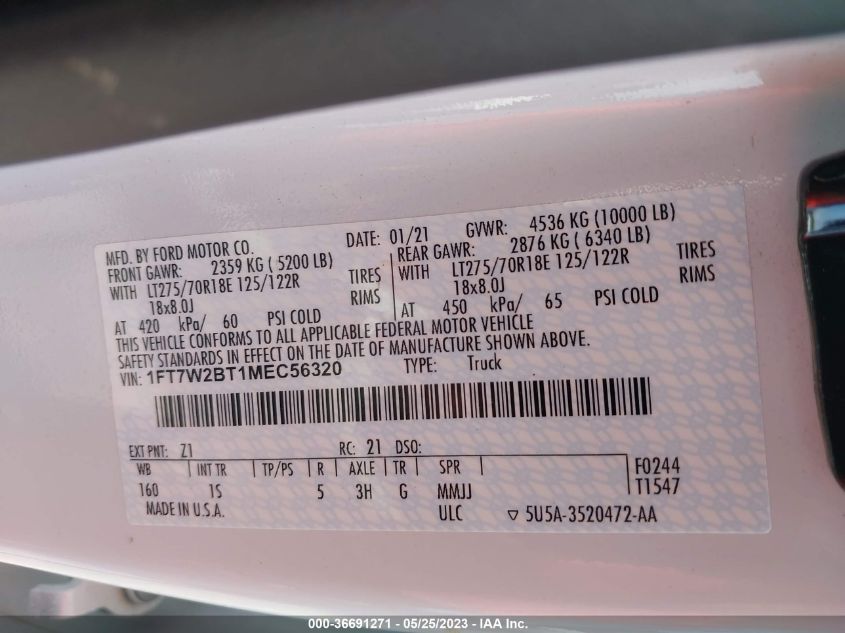 MFD. BY FORD MOTOR CO. DATE: 01/21 GVWR: 4536 KG (10000 LB)
FRONT GAWR: 2359 KG ( 5200 LB) REAR GAWR: 2876 KG ( 6340 LB)
WITH LT275/70R18E 125/122R TIRES WITH LT275/70R18E 125/122R TIRES
18x8.0J RIMS 18x8.0J RIMS
AT 420 kPa/ 60 PSI COLD AT 450 kPa/ 65 PSI COLD
THIS VEHICLE CONFORMS TO ALL APPLICABLE FEDERAL MOTOR VEHICLE
SAFETY STANDARDS IN EFFECT ON THE DATE OF MANUFACTURE SHOWN ABOVE.
VIN: 1FT7W2BT1MEC56320 TYPE: Truck
EXT PNT: Z1 RC: 21 DSO:
WB INT TR TP/PS R AXLE TR SPR F0244
160 1S 5 3H G MMJJ T1547
MADE IN U.S.A. ULC ▽ 5U5A-3520472-AA
000-36691271 / 05/25/2023 — IAA Inc.